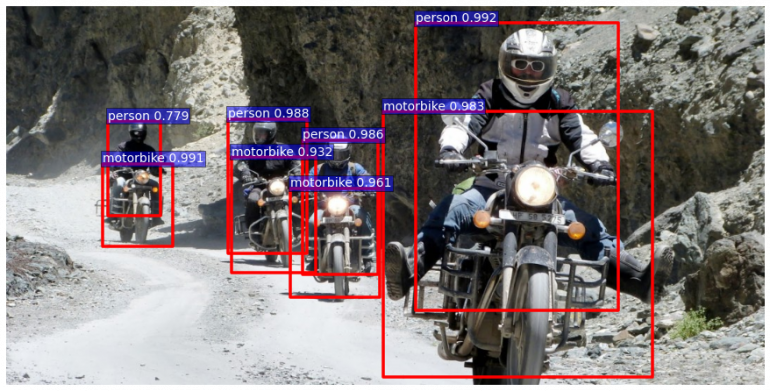 person 0.992
motorbike 0.983
person 0.779
person 0.988
person 0.986
motorbike 0.991
motorbike 0.932
motorbike 0.961